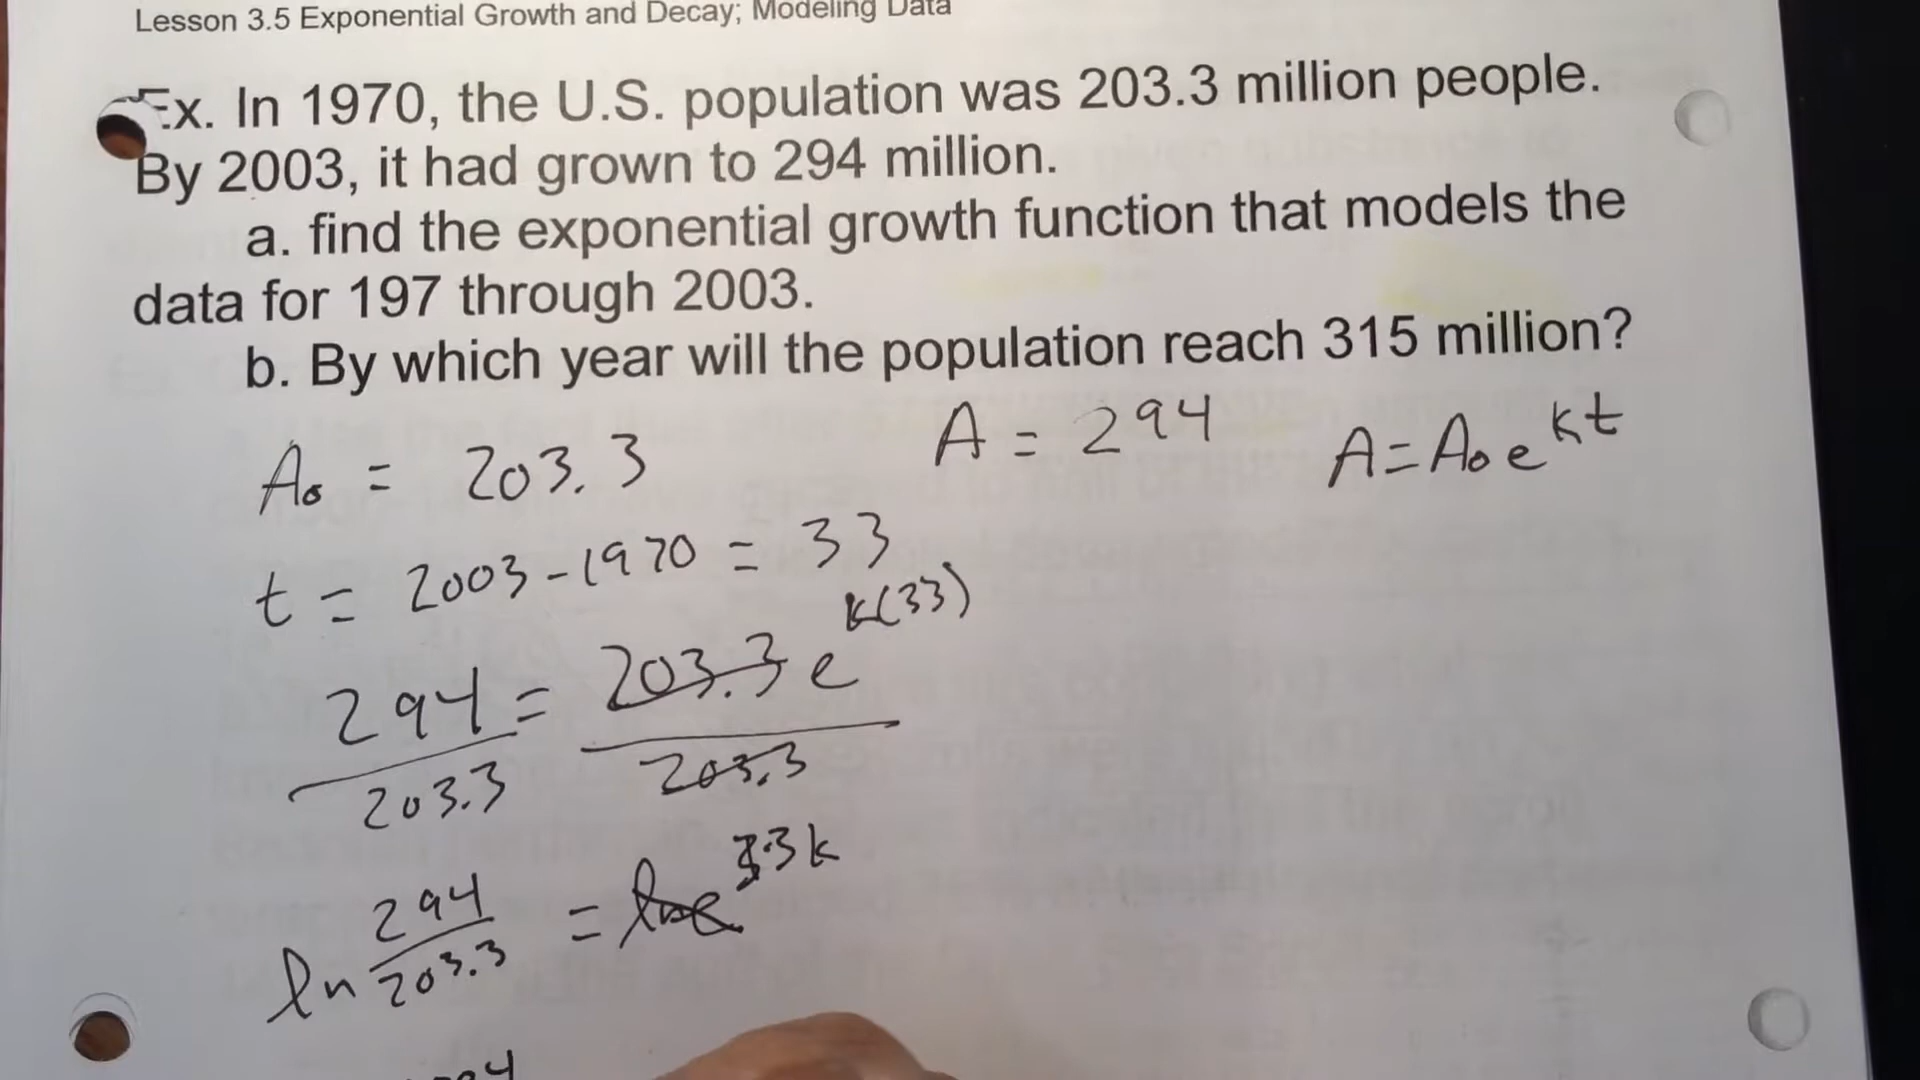 Lesson 3.5 Exponential Growth and Decay; Modeling Data
Ex. In 1970, the U.S. population was 203.3 million people.
By 2003, it had grown to 294 million.
a. find the exponential growth function that models the
data for 197 through 2003.
b. By which year will the population reach 315 million?
A₀ = 203.3 A = 294 A = A₀e^kt
t = 2003 - 1970 = 33
294/203.3 = 203.3e^k(33)/203.3
ln 294/203.3 = ln e^33k